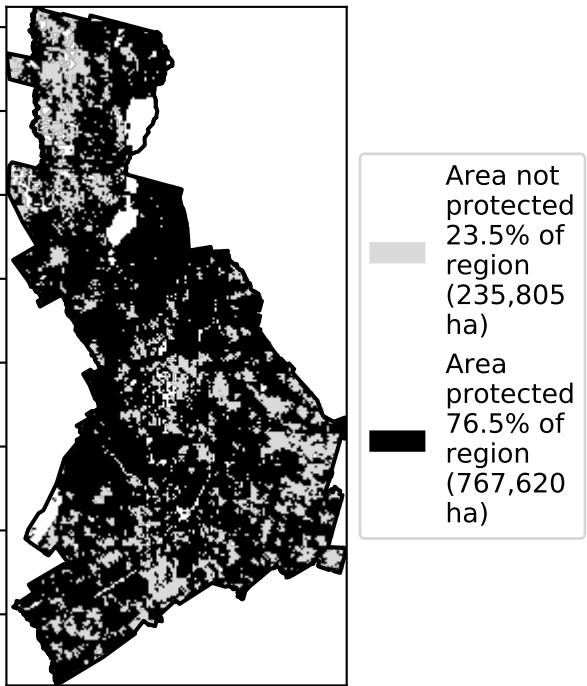 Area not
protected
23.5% of
region
(235,805
ha)
Area
protected
76.5% of
region
(767,620
ha)